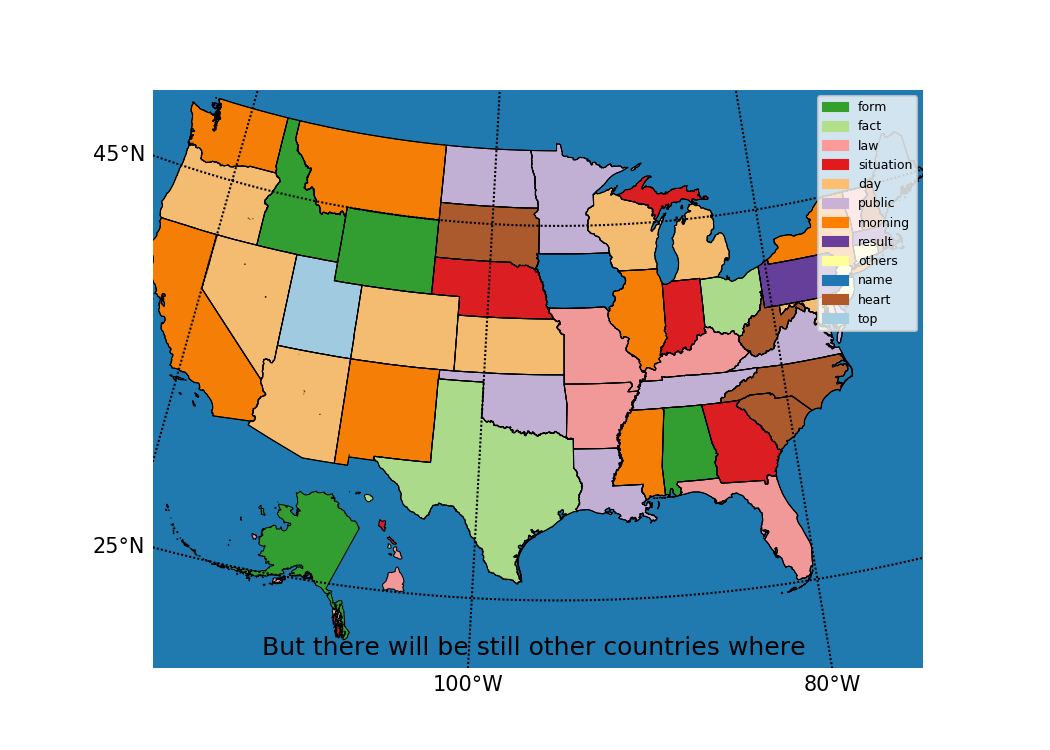 form
fact
law
situation
day
public
morning
result
others
name
heart
top
45°N
25°N
But there will be still other countries where
100°W 80°W